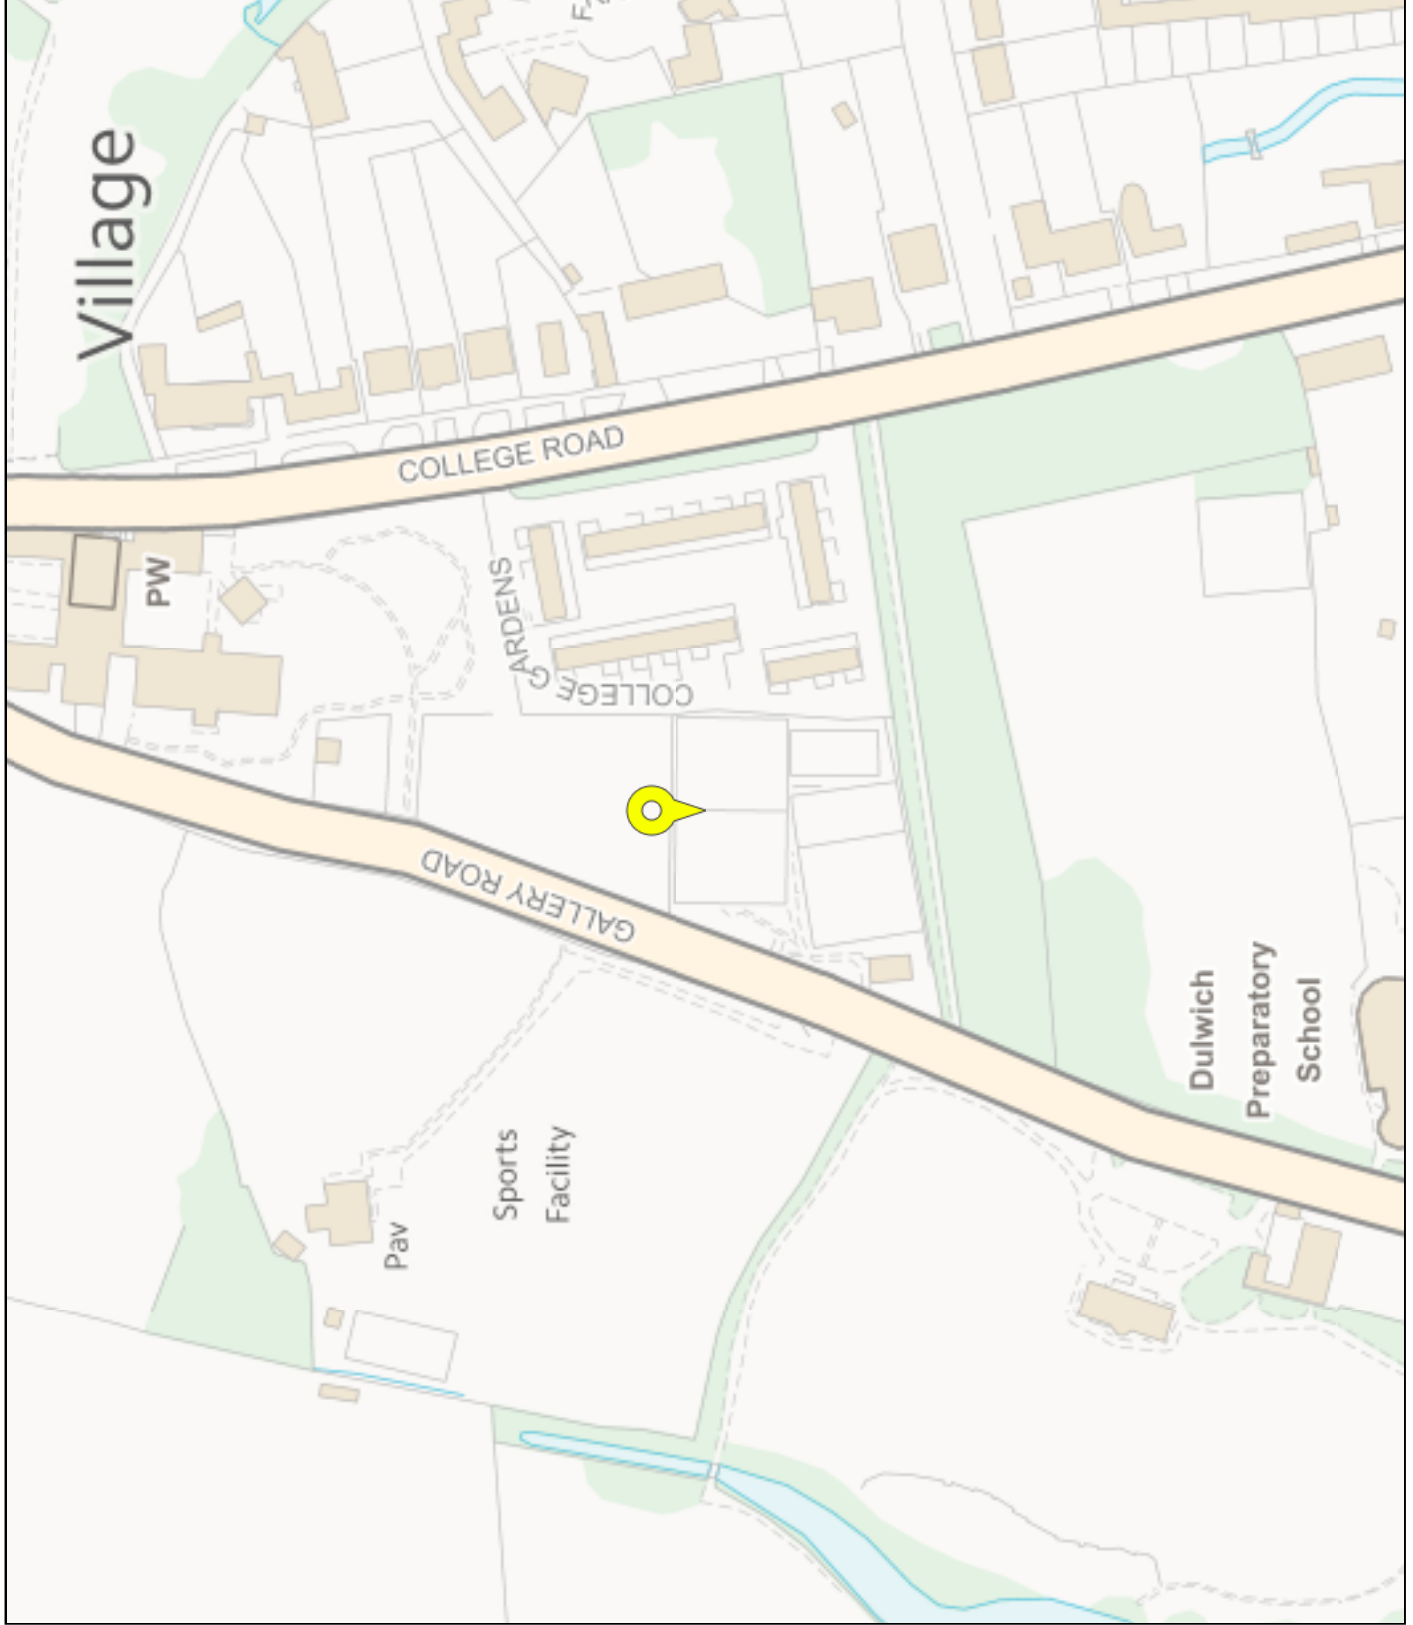 Village
COLLEGE ROAD
PW
COLLEGE GARDENS
GALLERY ROAD
Dulwich
Preparatory
School
Sports
Facility
Pav